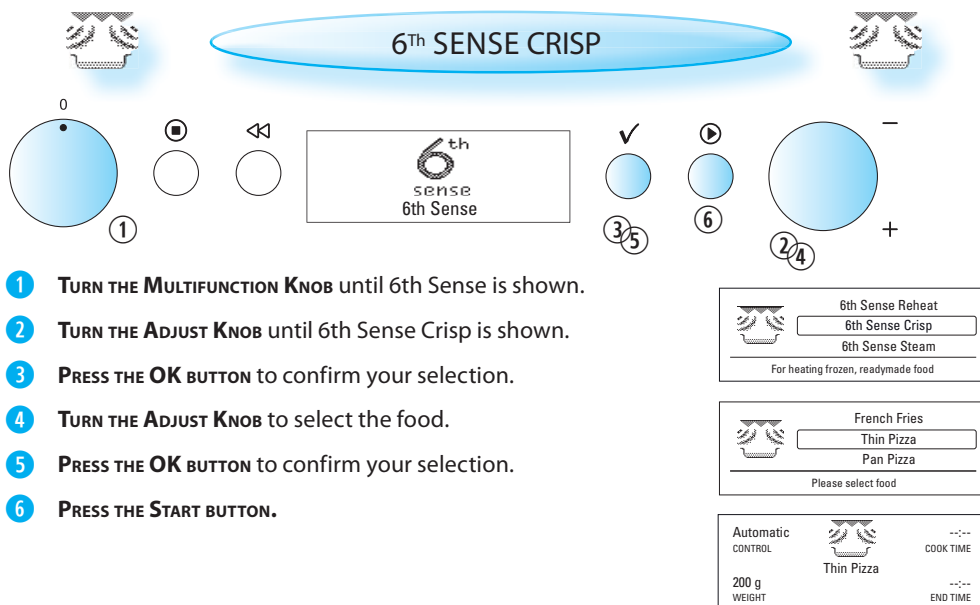 6Th SENSE CRISP
0
6th
sense
6th Sense
−
+
1
3
5
6
2
4
1 Turn the Multifunction Knob until 6th Sense is shown.
2 Turn the Adjust Knob until 6th Sense Crisp is shown.
3 Press the OK button to confirm your selection.
4 Turn the Adjust Knob to select the food.
5 Press the OK button to confirm your selection.
6 Press the Start button.
6th Sense Reheat
6th Sense Crisp
6th Sense Steam
For heating frozen, readymade food
French Fries
Thin Pizza
Pan Pizza
Please select food
Automatic --:--
CONTROL COOK TIME
Thin Pizza
200 g --:--
WEIGHT END TIME